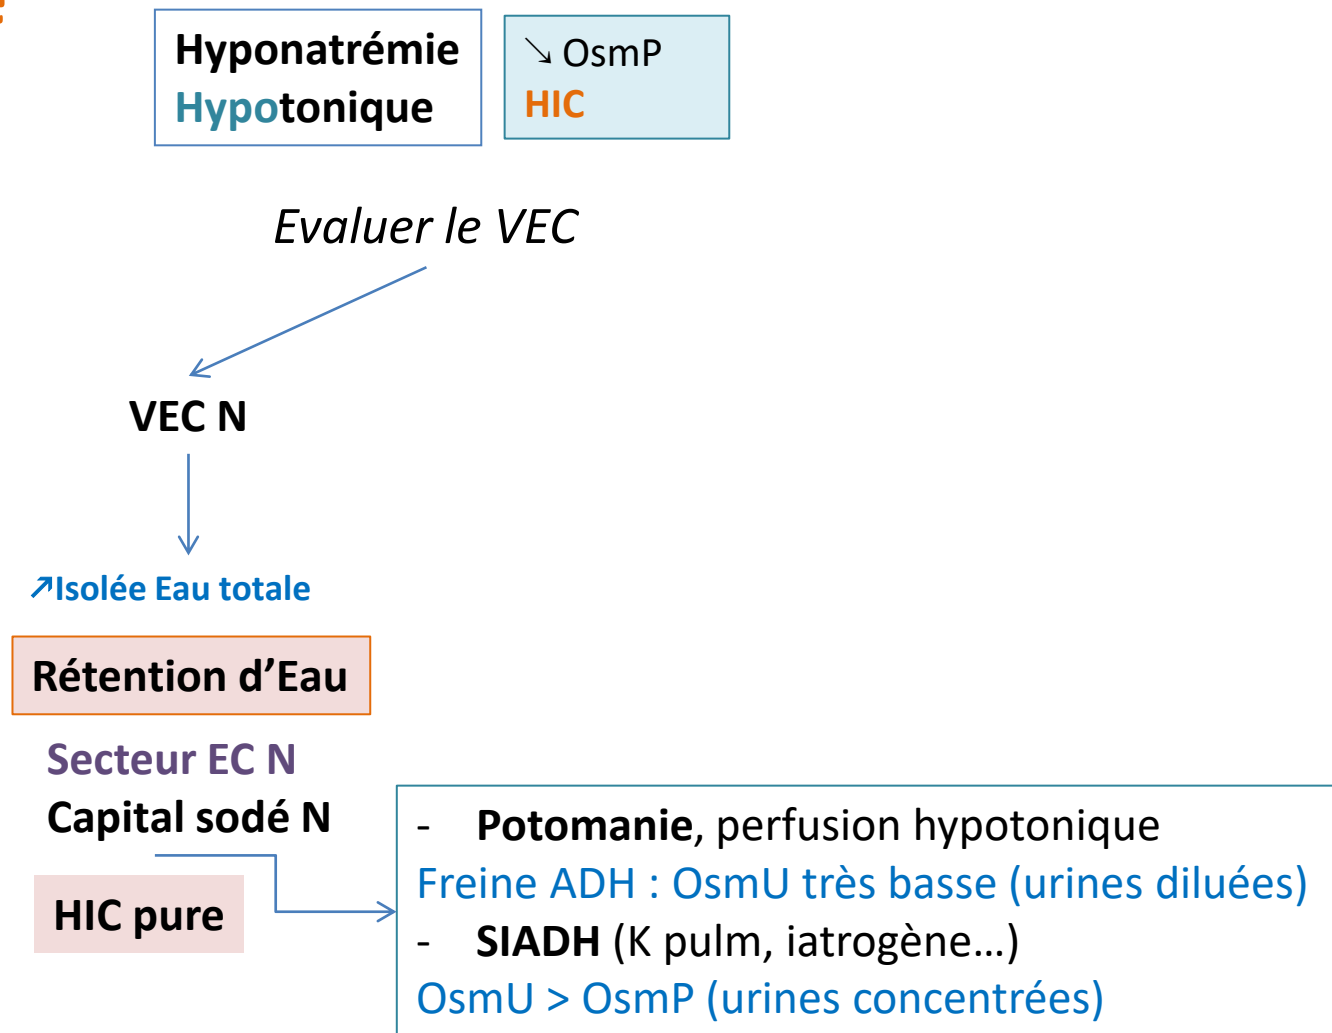 Hyponatrémie
Hypotonique
↘ OsmP
HIC
Evaluer le VEC
VEC N
↗Isolée Eau totale
Rétention d’Eau
Secteur EC N
Capital sodé N
HIC pure
- Potomanie, perfusion hypotonique
Freine ADH : OsmU très basse (urines diluées)
- SIADH (K pulm, iatrogène…)
OsmU > OsmP (urines concentrées)